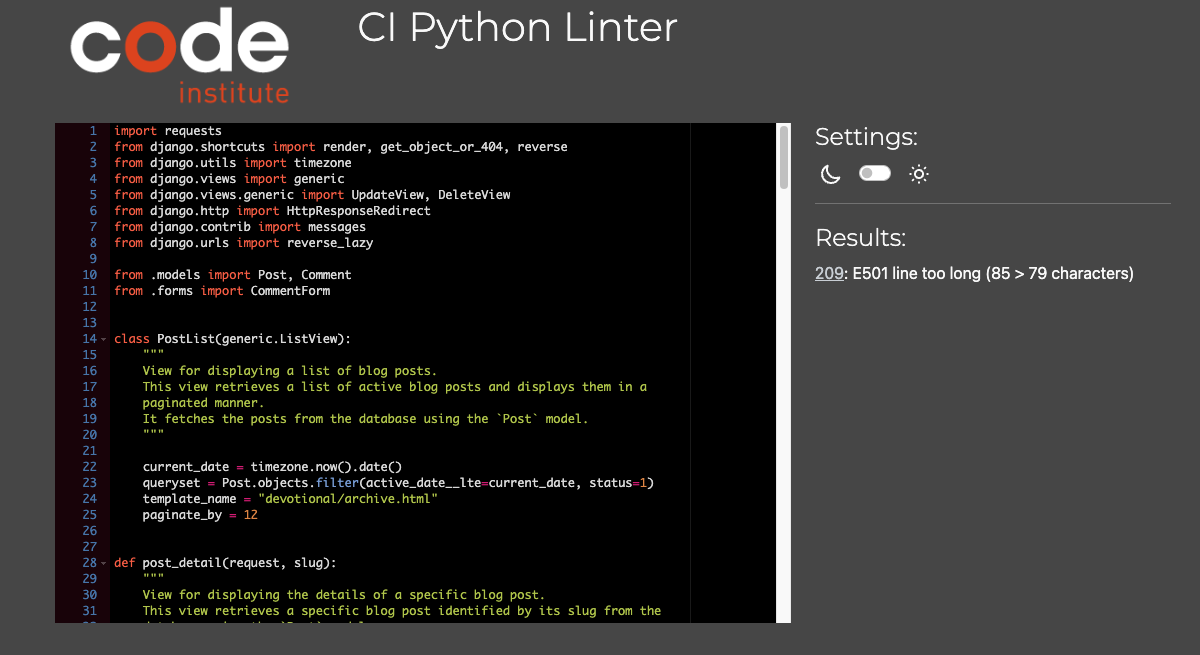 code
institute
CI Python Linter
1 import requests
2 from django.shortcuts import render, get_object_or_404, reverse
3 from django.utils import timezone
4 from django.views import generic
5 from django.views.generic import UpdateView, DeleteView
6 from django.http import HttpResponseRedirect
7 from django.contrib import messages
8 from django.urls import reverse_lazy
9
10 from .models import Post, Comment
11 from .forms import CommentForm
12
13
14 class PostList(generic.ListView):
15 """
16 View for displaying a list of blog posts.
17 This view retrieves a list of active blog posts and displays them in a
18 paginated manner.
19 It fetches the posts from the database using the `Post` model.
20 """
21
22 current_date = timezone.now().date()
23 queryset = Post.objects.filter(active_date__lte=current_date, status=1)
24 template_name = "devotional/archive.html"
25 paginate_by = 12
26
27
28 def post_detail(request, slug):
29 """
30 View for displaying the details of a specific blog post.
31 This view retrieves a specific blog post identified by its slug from the
Settings:
Results:
209: E501 line too long (85 > 79 characters)